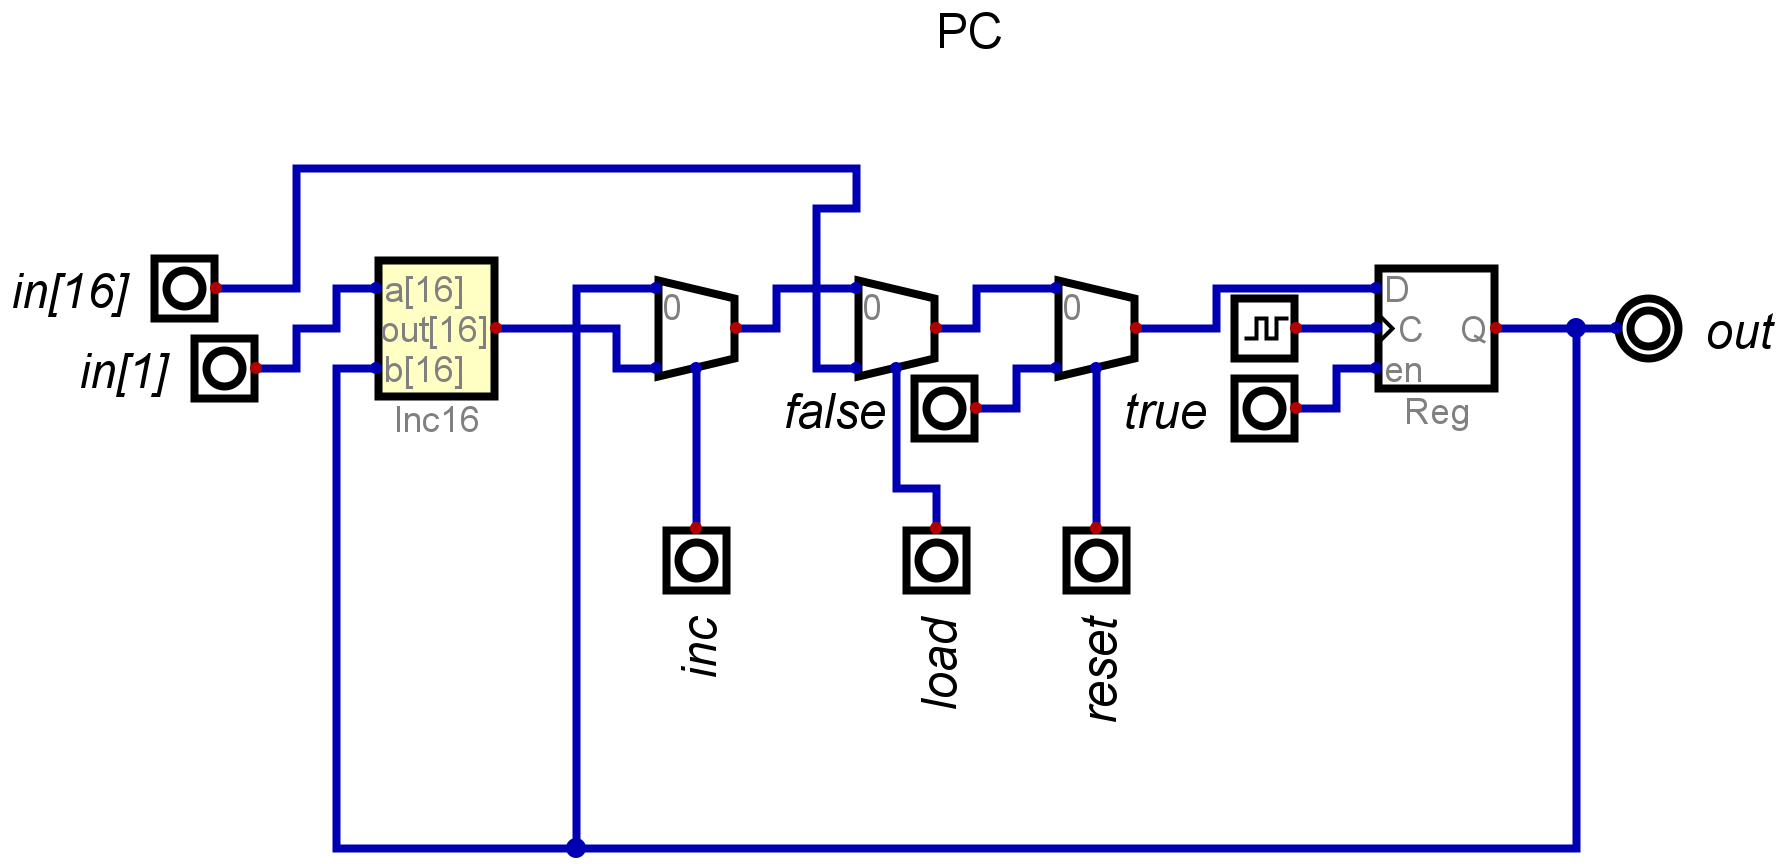 PC
in[16]
in[1]
a[16]
out[16]
b[16]
Inc16
0
0
0
false
true
D
C
Q
en
Reg
out
inc
load
reset